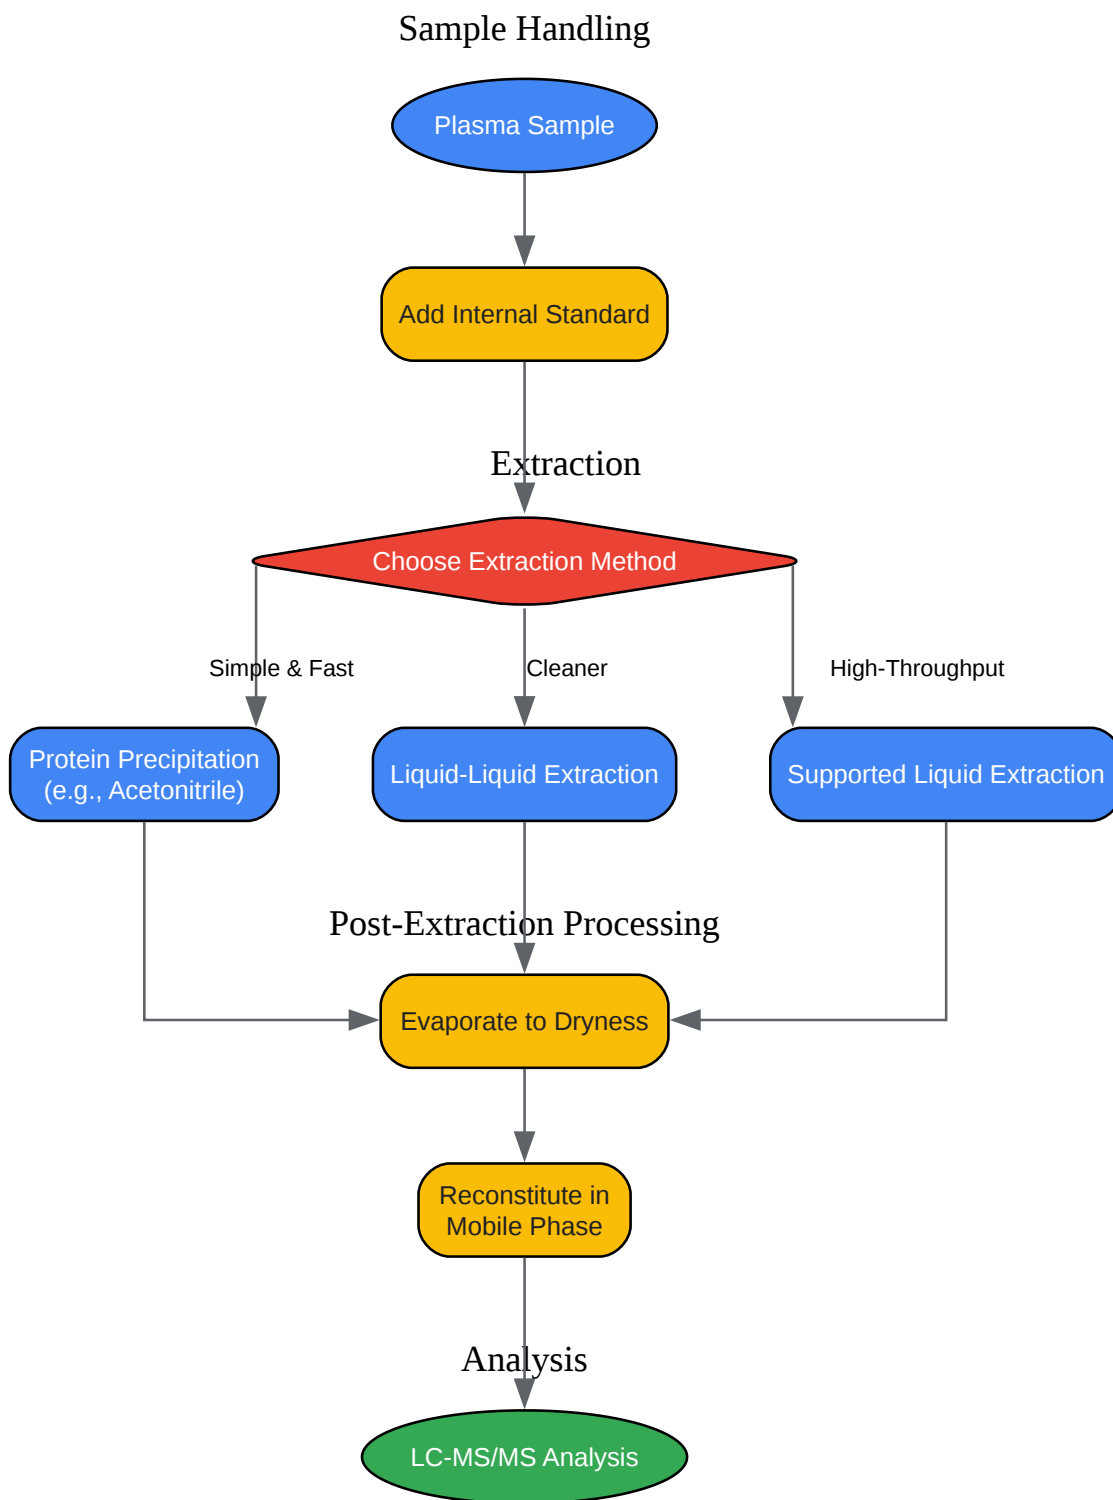 Sample Handling
Plasma Sample
Add Internal Standard
Extraction
Choose Extraction Method
Simple & Fast
Cleaner
High-Throughput
Protein Precipitation
(e.g., Acetonitrile)
Liquid-Liquid Extraction
Supported Liquid Extraction
Post-Extraction Processing
Evaporate to Dryness
Reconstitute in
Mobile Phase
Analysis
LC-MS/MS Analysis